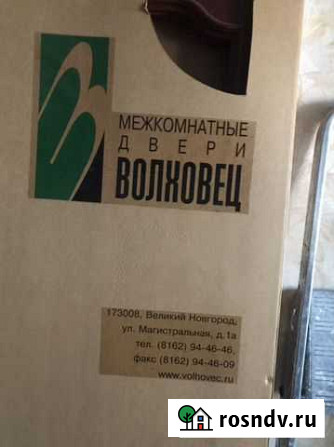 МЕЖКОМНАТНЫЕ
ДВЕРИ
ВОЛХОВЕЦ
173008, Великий Новгород,
ул. Магистральная, д.1а
тел. (8162) 94-46-46,
факс (8162) 94-46-09
www.volhovec.ru
rosndv.ru